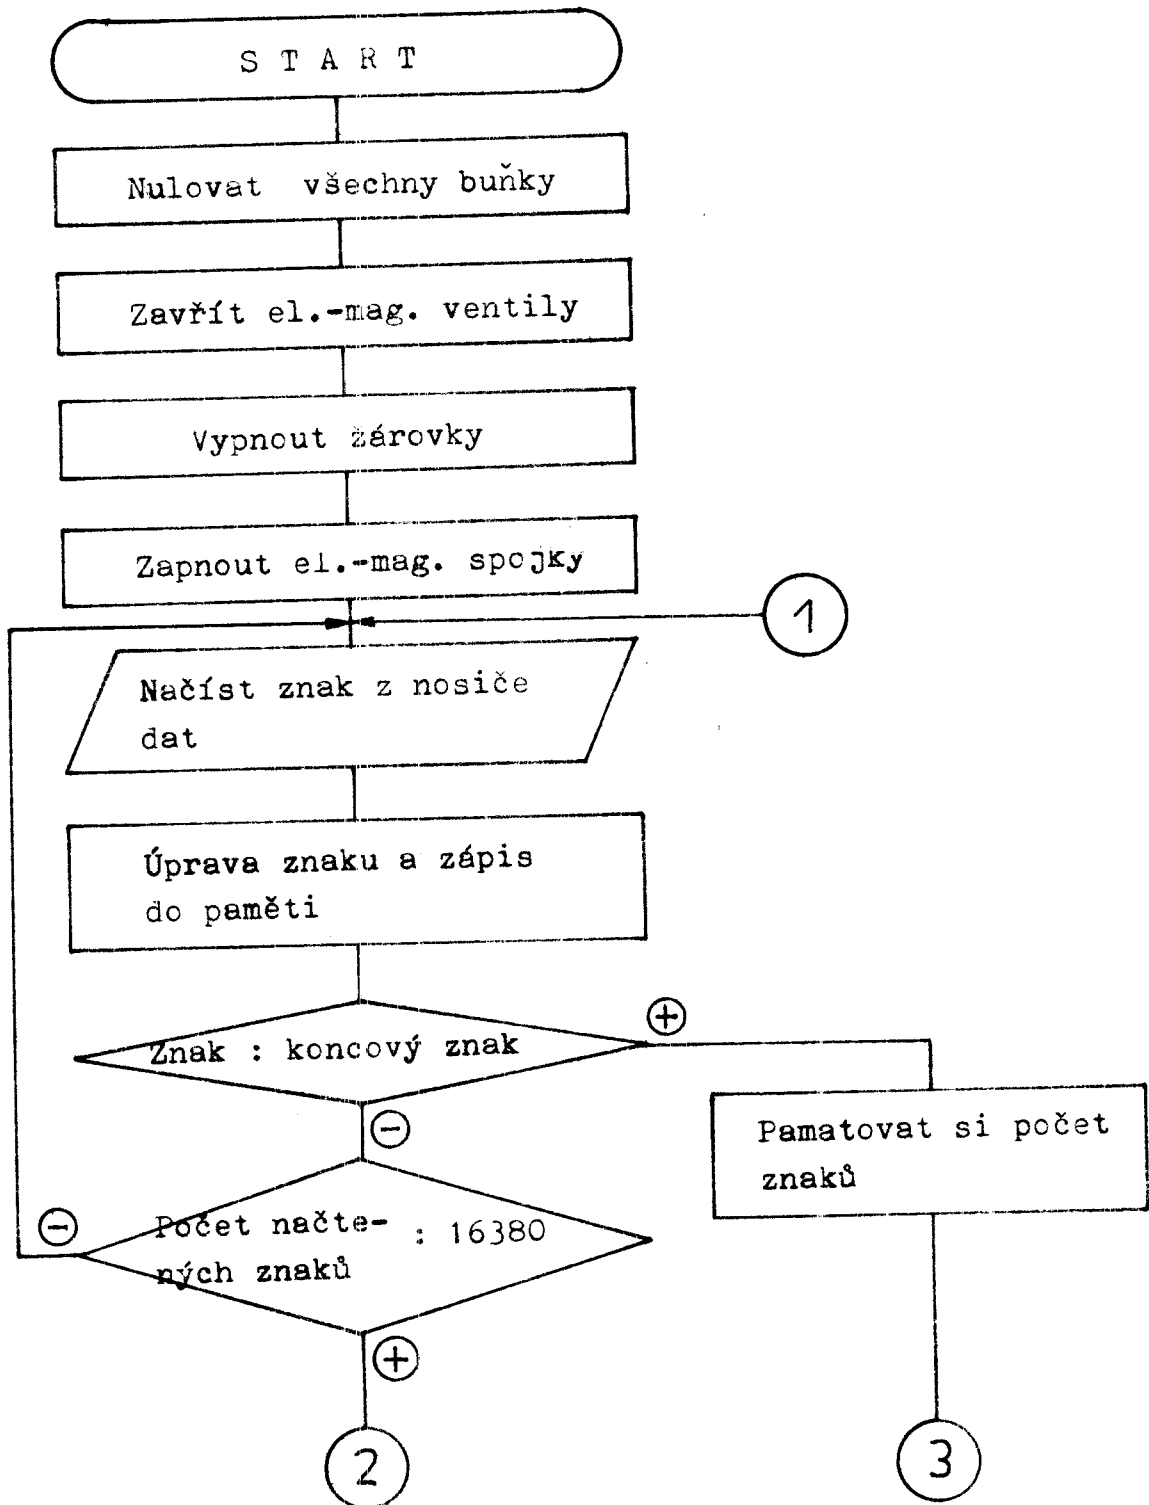 S T A R T
Nulovat všechny buňky
Zavřít el.-mag. ventily
Vypnout žárovky
Zapnout el.-mag. spojky
1
Načíst znak z nosiče
dat
Úprava znaku a zápis
do paměti
+
Znak : koncový znak
−
Pamatovat si počet
znaků
−
Počet načte- : 16380
ných znaků
+
2
3